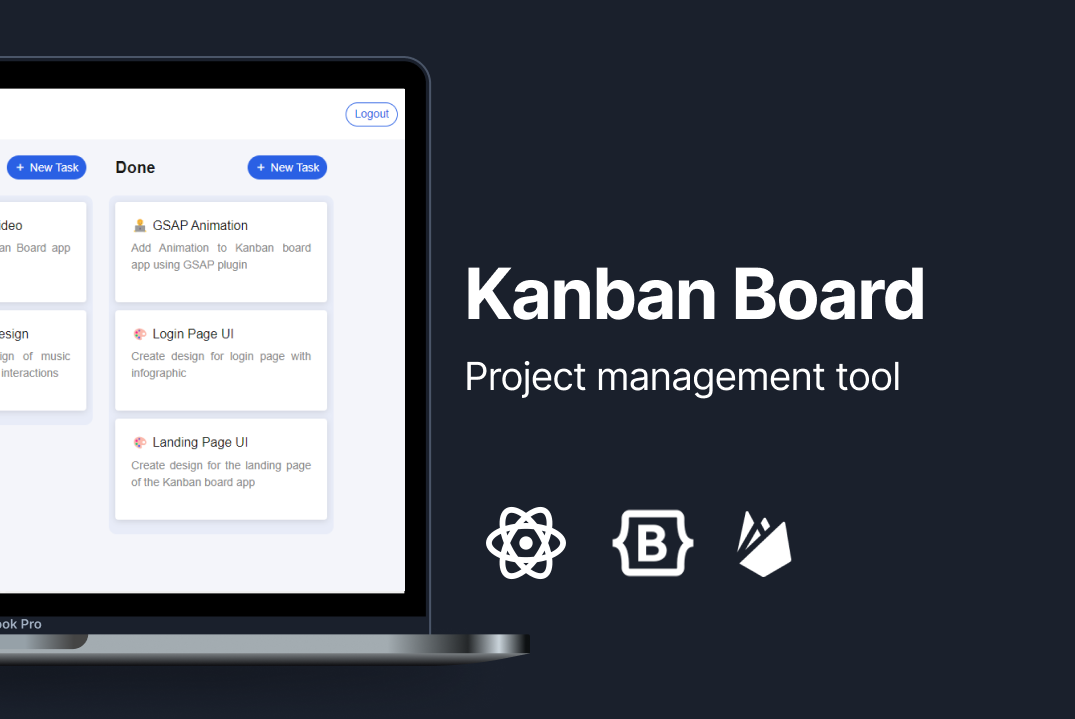 Logout
+ New Task
Done
+ New Task
ideo
an Board app
esign
ign of music
interactions
GSAP Animation
Add Animation to Kanban board
app using GSAP plugin
Login Page UI
Create design for login page with
infographic
Landing Page UI
Create design for the landing page
of the Kanban board app
ook Pro
Kanban Board
Project management tool
B